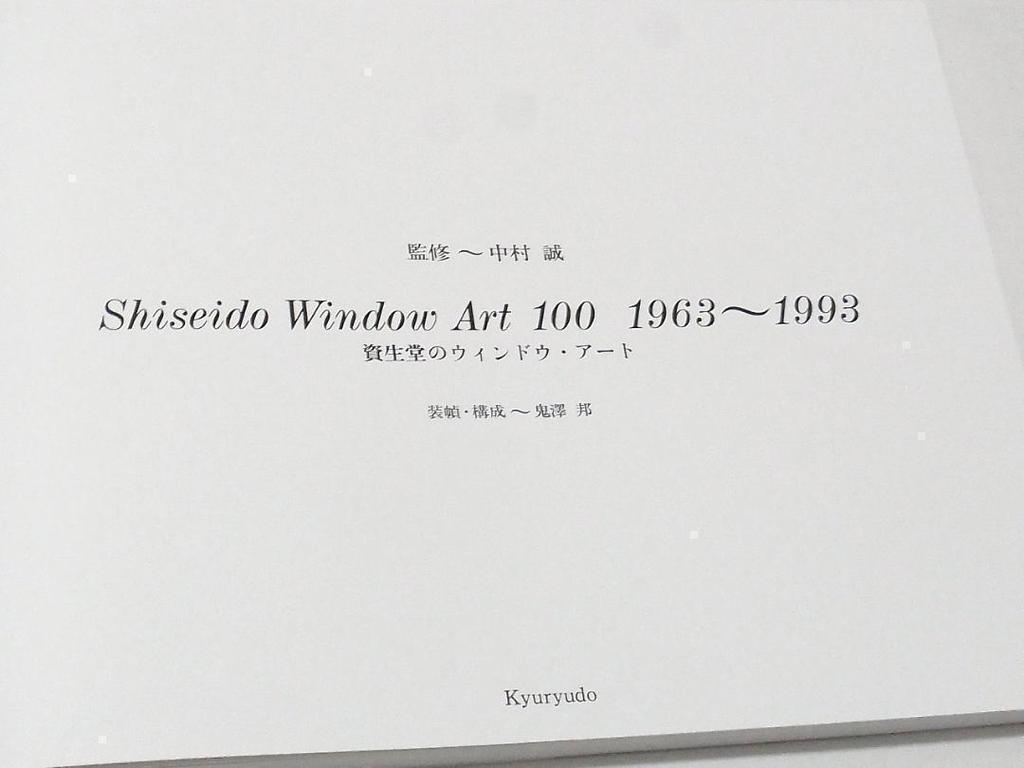 監修 〜 中村 誠
Shiseido Window Art 100 1963〜1993
資生堂のウィンドウ・アート
装幀・構成 〜 鬼澤 邦
Kyuryudo